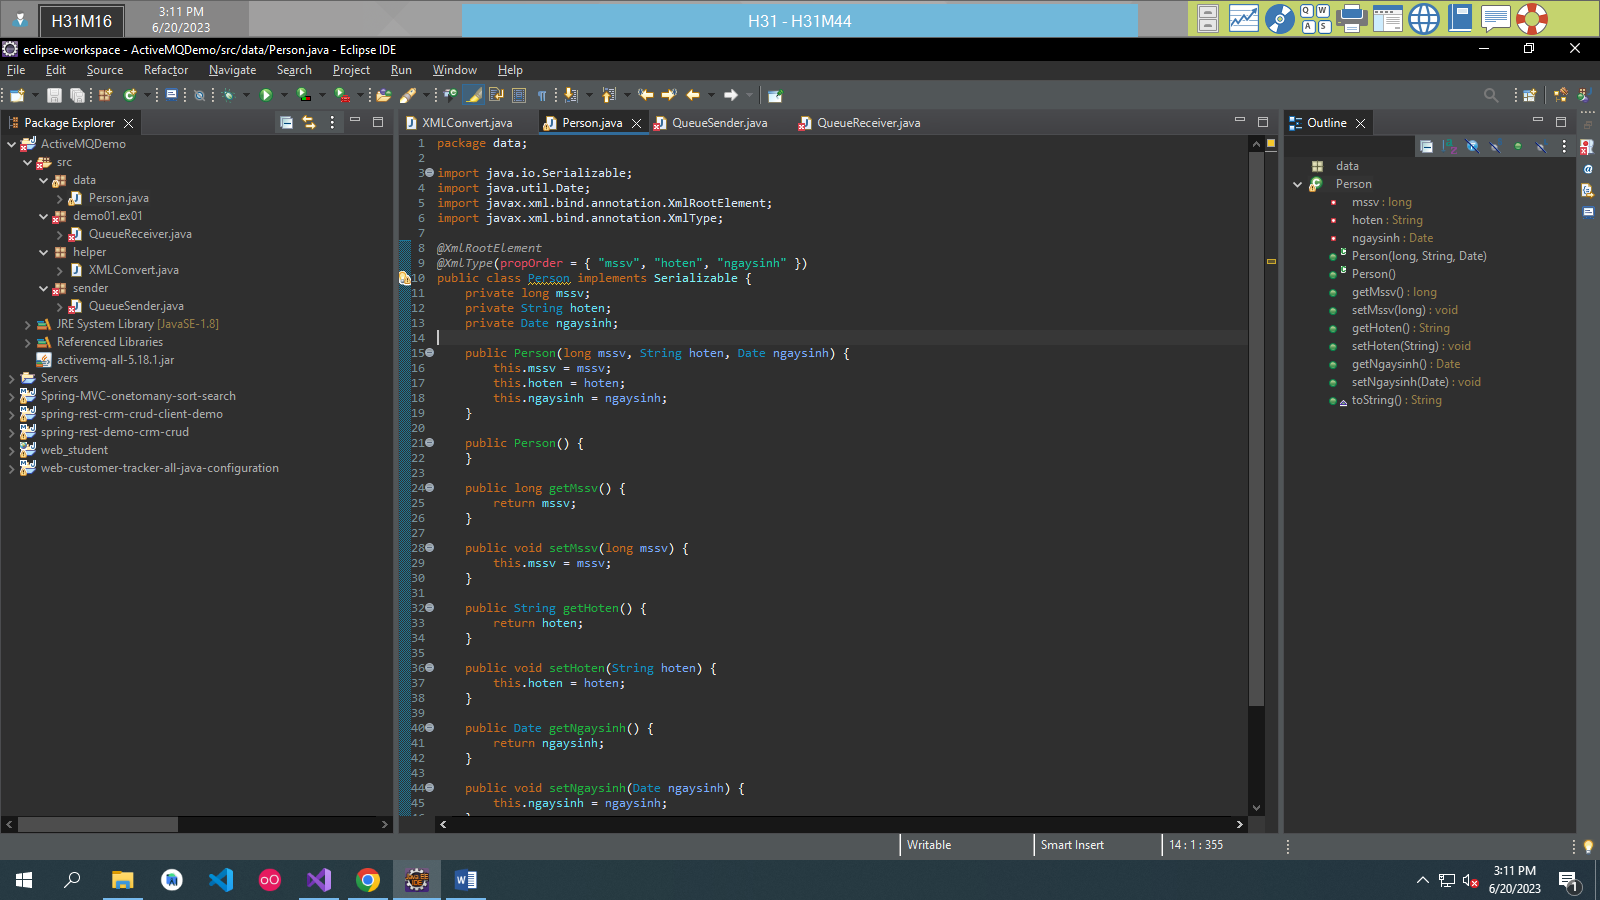 H31M16
3:11 PM
6/20/2023
H31 - H31M44
Q W
A S
eclipse-workspace - ActiveMQDemo/src/data/Person.java - Eclipse IDE
File Edit Source Refactor Navigate Search Project Run Window Help
Package Explorer
ActiveMQDemo
src
data
Person.java
demo01.ex01
QueueReceiver.java
helper
XMLConvert.java
sender
QueueSender.java
JRE System Library [JavaSE-1.8]
Referenced Libraries
activemq-all-5.18.1.jar
Servers
Spring-MVC-onetomany-sort-search
spring-rest-crm-crud-client-demo
spring-rest-demo-crm-crud
web_student
web-customer-tracker-all-java-configuration
XMLConvert.java Person.java QueueSender.java QueueReceiver.java
1 package data;
2
3 import java.io.Serializable;
4 import java.util.Date;
5 import javax.xml.bind.annotation.XmlRootElement;
6 import javax.xml.bind.annotation.XmlType;
7
8 @XmlRootElement
9 @XmlType(propOrder = { "mssv", "hoten", "ngaysinh" })
10 public class Person implements Serializable {
11 private long mssv;
12 private String hoten;
13 private Date ngaysinh;
14
15 public Person(long mssv, String hoten, Date ngaysinh) {
16 this.mssv = mssv;
17 this.hoten = hoten;
18 this.ngaysinh = ngaysinh;
19 }
20
21 public Person() {
22 }
23
24 public long getMssv() {
25 return mssv;
26 }
27
28 public void setMssv(long mssv) {
29 this.mssv = mssv;
30 }
31
32 public String getHoten() {
33 return hoten;
34 }
35
36 public void setHoten(String hoten) {
37 this.hoten = hoten;
38 }
39
40 public Date getNgaysinh() {
41 return ngaysinh;
42 }
43
44 public void setNgaysinh(Date ngaysinh) {
45 this.ngaysinh = ngaysinh;
Outline
data
Person
mssv : long
hoten : String
ngaysinh : Date
Person(long, String, Date)
Person()
getMssv() : long
setMssv(long) : void
getHoten() : String
setHoten(String) : void
getNgaysinh() : Date
setNgaysinh(Date) : void
toString() : String
Writable
Smart Insert
14 : 1 : 355
3:11 PM
6/20/2023
1